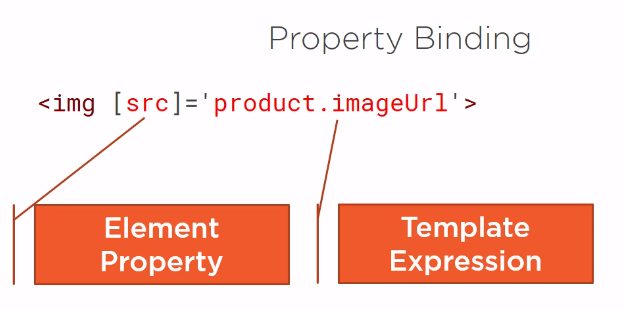 Property Binding
<img [src]='product.imageUrl'>
Element
Property
Template
Expression